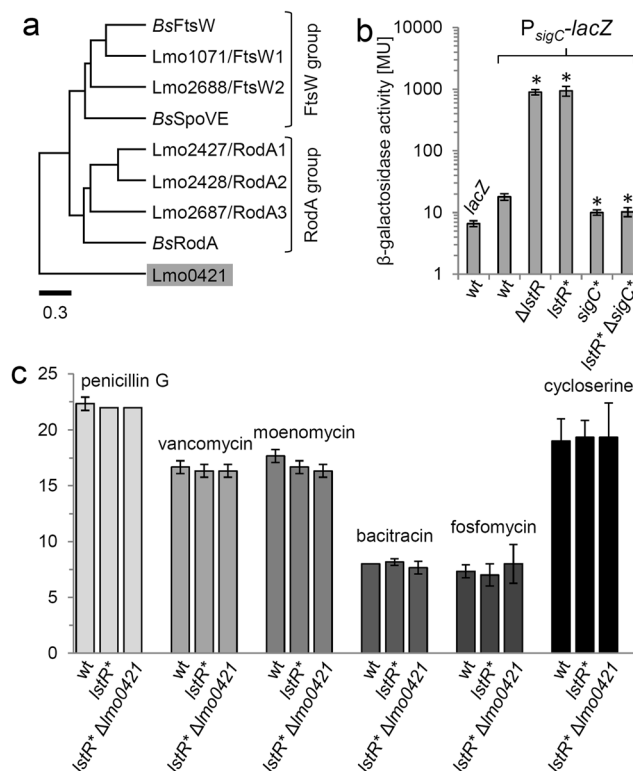 a
BsFtsW
Lmo1071/FtsW1
Lmo2688/FtsW2
BsSpoVE
FtsW group
Lmo2427/RodA1
Lmo2428/RodA2
Lmo2687/RodA3
BsRodA
RodA group
Lmo0421
0.3
b
PsigC-lacZ
β-galactosidase activity [MU]
1000
100
10
1
lacZ
*
*
*
*
wt
wt
ΔlstR
lstR*
sigC*
lstR* ΔsigC*
c
25
20
15
10
5
0
penicillin G
vancomycin
moenomycin
bacitracin
fosfomycin
cycloserine
wt
lstR*
lstR* Δlmo0421
wt
lstR*
lstR* Δlmo0421
wt
lstR*
lstR* Δlmo0421
wt
lstR*
lstR* Δlmo0421
wt
lstR*
lstR* Δlmo0421
wt
lstR*
lstR* Δlmo0421